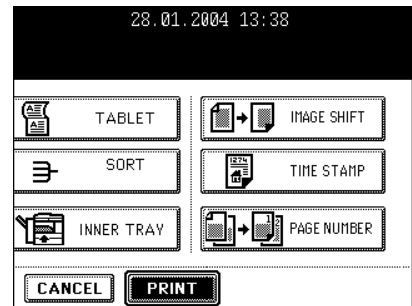 28.01.2004 13:38
TABLET
IMAGE SHIFT
SORT
TIME STAMP
INNER TRAY
PAGE NUMBER
CANCEL
PRINT